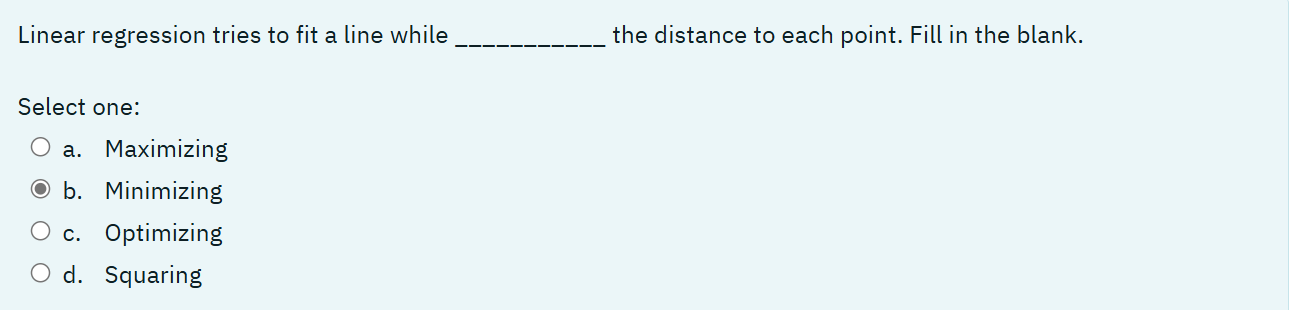 Linear regression tries to fit a line while ___________ the distance to each point. Fill in the blank.
Select one:
a. Maximizing
b. Minimizing
c. Optimizing
d. Squaring